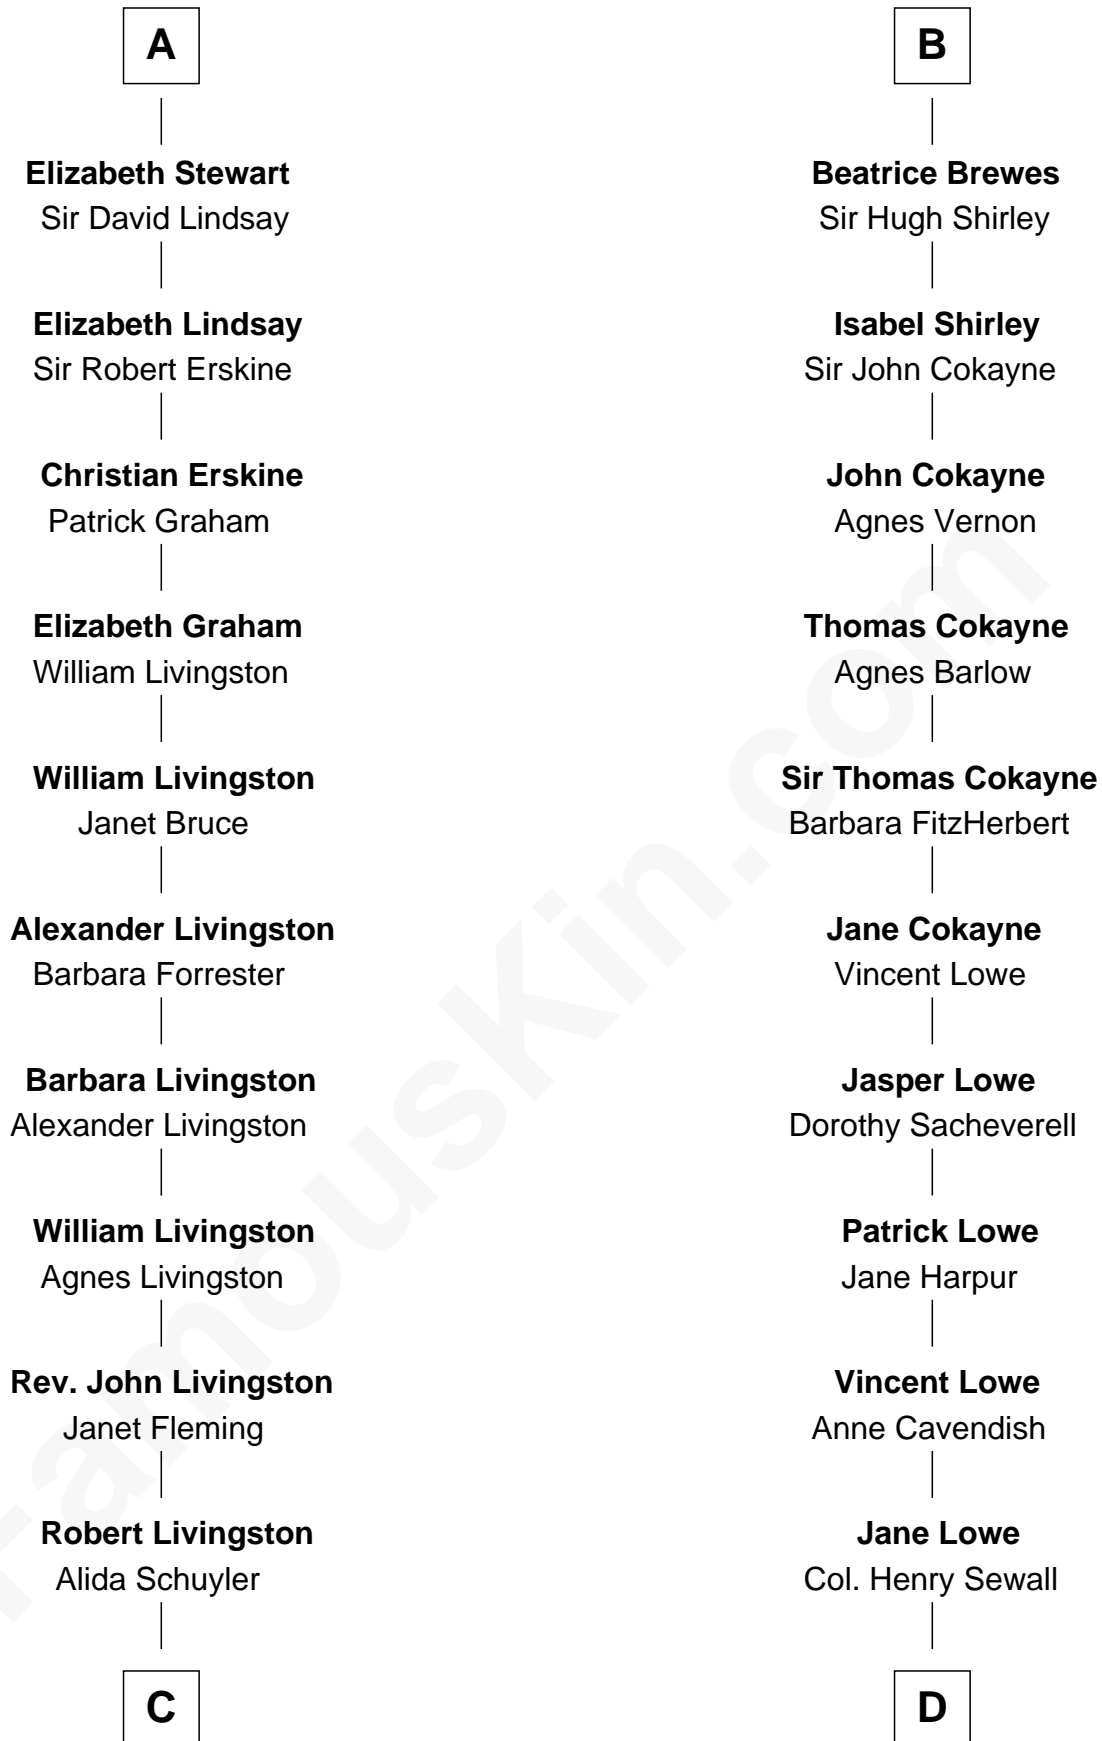 A
Elizabeth Stewart
Sir David Lindsay
Elizabeth Lindsay
Sir Robert Erskine
Christian Erskine
Patrick Graham
Elizabeth Graham
William Livingston
William Livingston
Janet Bruce
Alexander Livingston
Barbara Forrester
Barbara Livingston
Alexander Livingston
William Livingston
Agnes Livingston
Rev. John Livingston
Janet Fleming
Robert Livingston
Alida Schuyler
C
B
Beatrice Brewes
Sir Hugh Shirley
Isabel Shirley
Sir John Cokayne
John Cokayne
Agnes Vernon
Thomas Cokayne
Agnes Barlow
Sir Thomas Cokayne
Barbara FitzHerbert
Jane Cokayne
Vincent Lowe
Jasper Lowe
Dorothy Sacheverell
Patrick Lowe
Jane Harpur
Vincent Lowe
Anne Cavendish
Jane Lowe
Col. Henry Sewall
D
FamousKin.com